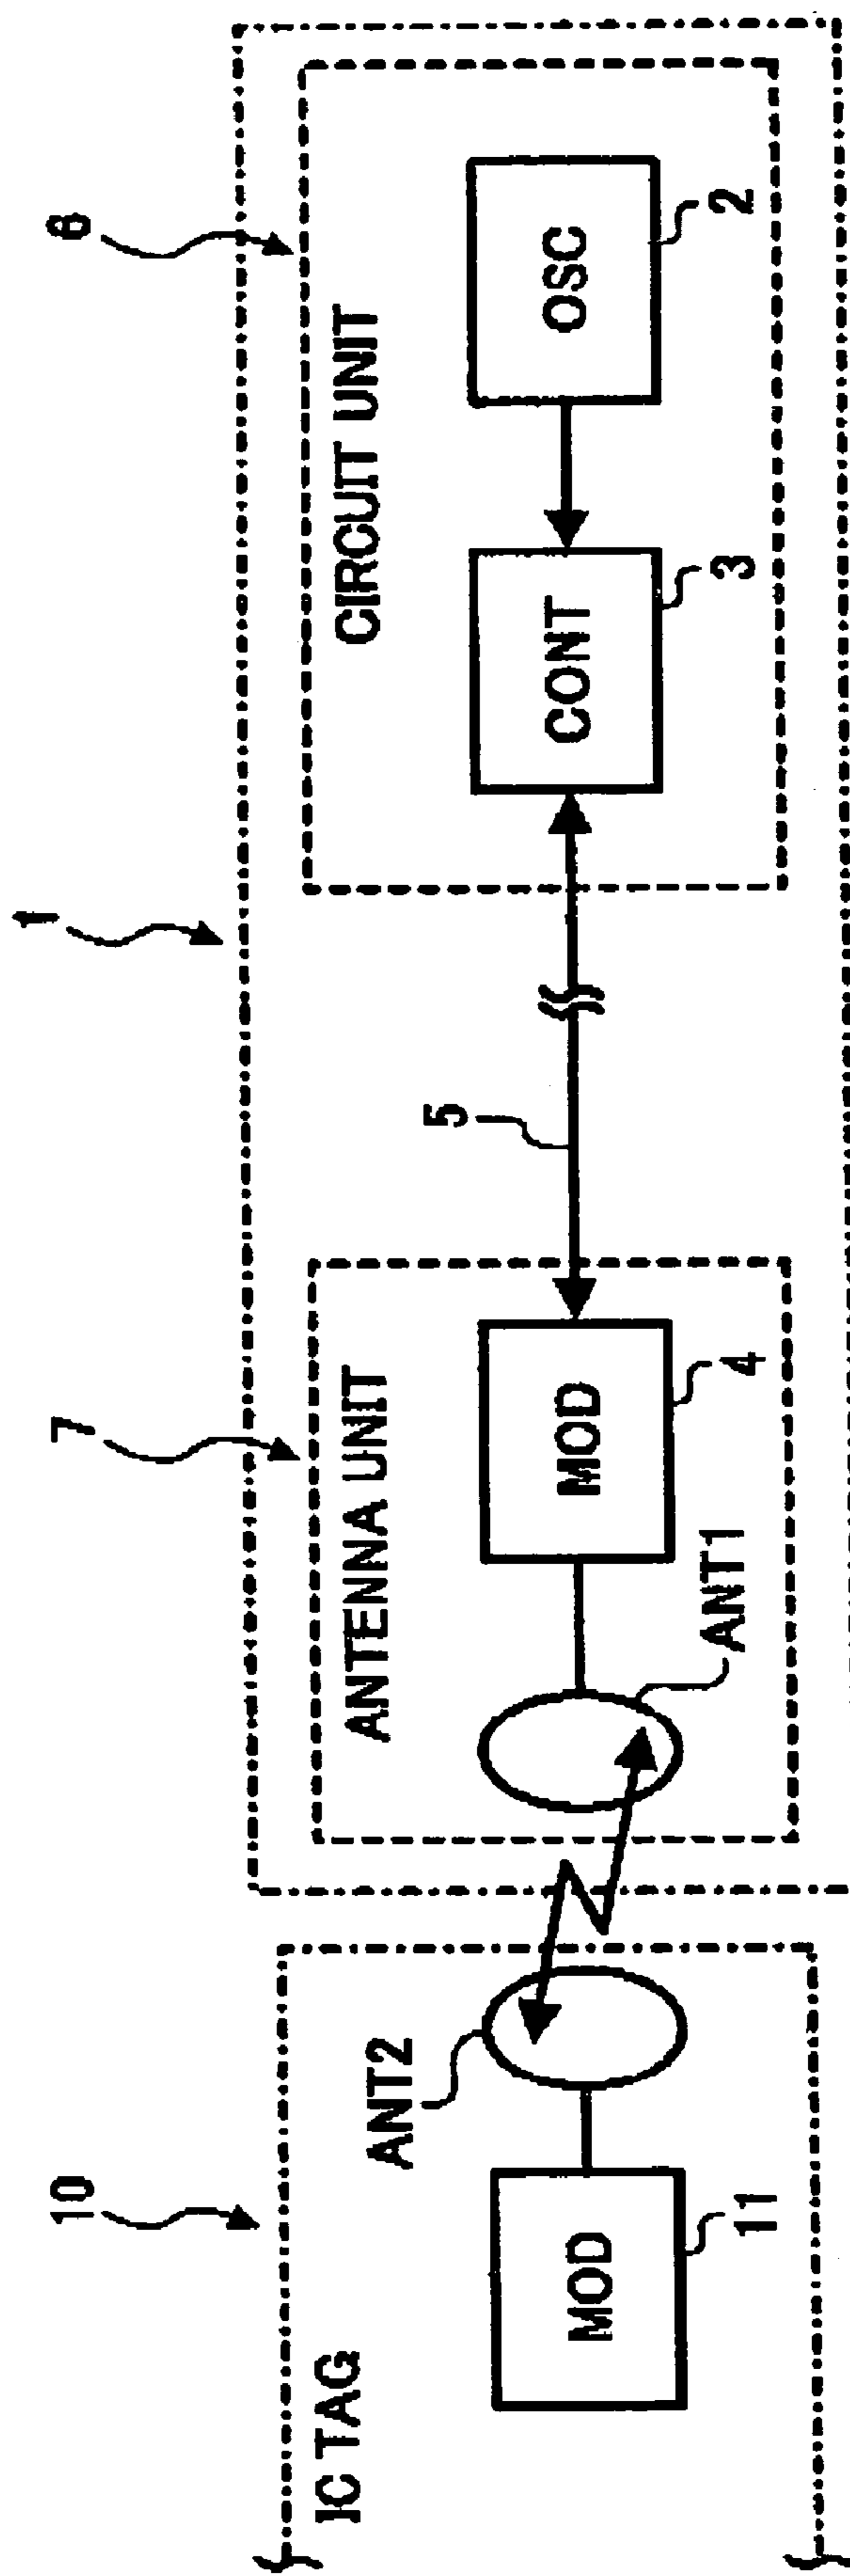 1
10
7
6
IC TAG
ANTENNA UNIT
CIRCUIT UNIT
ANT2
5
MOD
MOD
CONT
OSC
11
ANT1
4
3
2